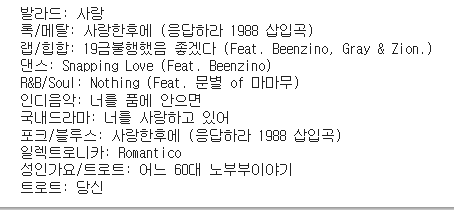 발라드: 사랑
록/메탈: 사랑한후에 (응답하라 1988 삽입곡)
랩/힙합: 19금불행했음 좋겠다 (Feat. Beenzino, Gray & Zion.)
댄스: Snapping Love (Feat. Beenzino)
R&B/Soul: Nothing (Feat. 문별 of 마마무)
인디음악: 너를 품에 안으면
국내드라마: 너를 사랑하고 있어
포크/블루스: 사랑한후에 (응답하라 1988 삽입곡)
일렉트로니카: Romantico
성인가요/트로트: 어느 60대 노부부이야기
트로트: 당신